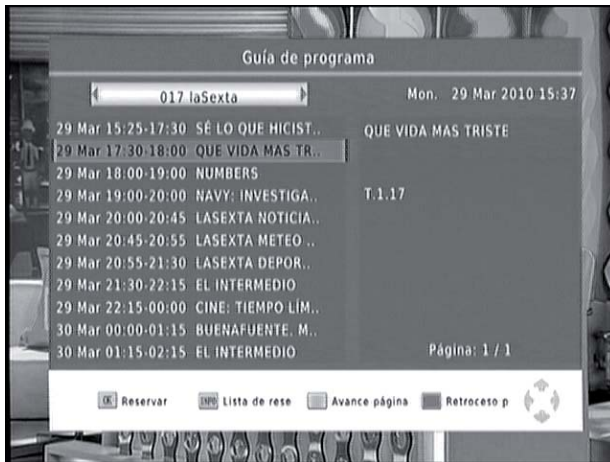 Guía de programa
017 laSexta
Mon. 29 Mar 2010 15:37
29 Mar 15:25-17:30 SÉ LO QUE HICIST..
29 Mar 17:30-18:00 QUE VIDA MAS TR..
29 Mar 18:00-19:00 NUMBERS
29 Mar 19:00-20:00 NAVY: INVESTIGA..
29 Mar 20:00-20:45 LASEXTA NOTICIA..
29 Mar 20:45-20:55 LASEXTA METEO ..
29 Mar 20:55-21:30 LASEXTA DEPOR..
29 Mar 21:30-22:15 EL INTERMEDIO
29 Mar 22:15-00:00 CINE: TIEMPO LÍM..
30 Mar 00:00-01:15 BUENAFUENTE. M..
30 Mar 01:15-02:15 EL INTERMEDIO
QUE VIDA MAS TRISTE
T.1.17
Página: 1 / 1
OK Reservar INFO Lista de rese Avance página Retroceso p